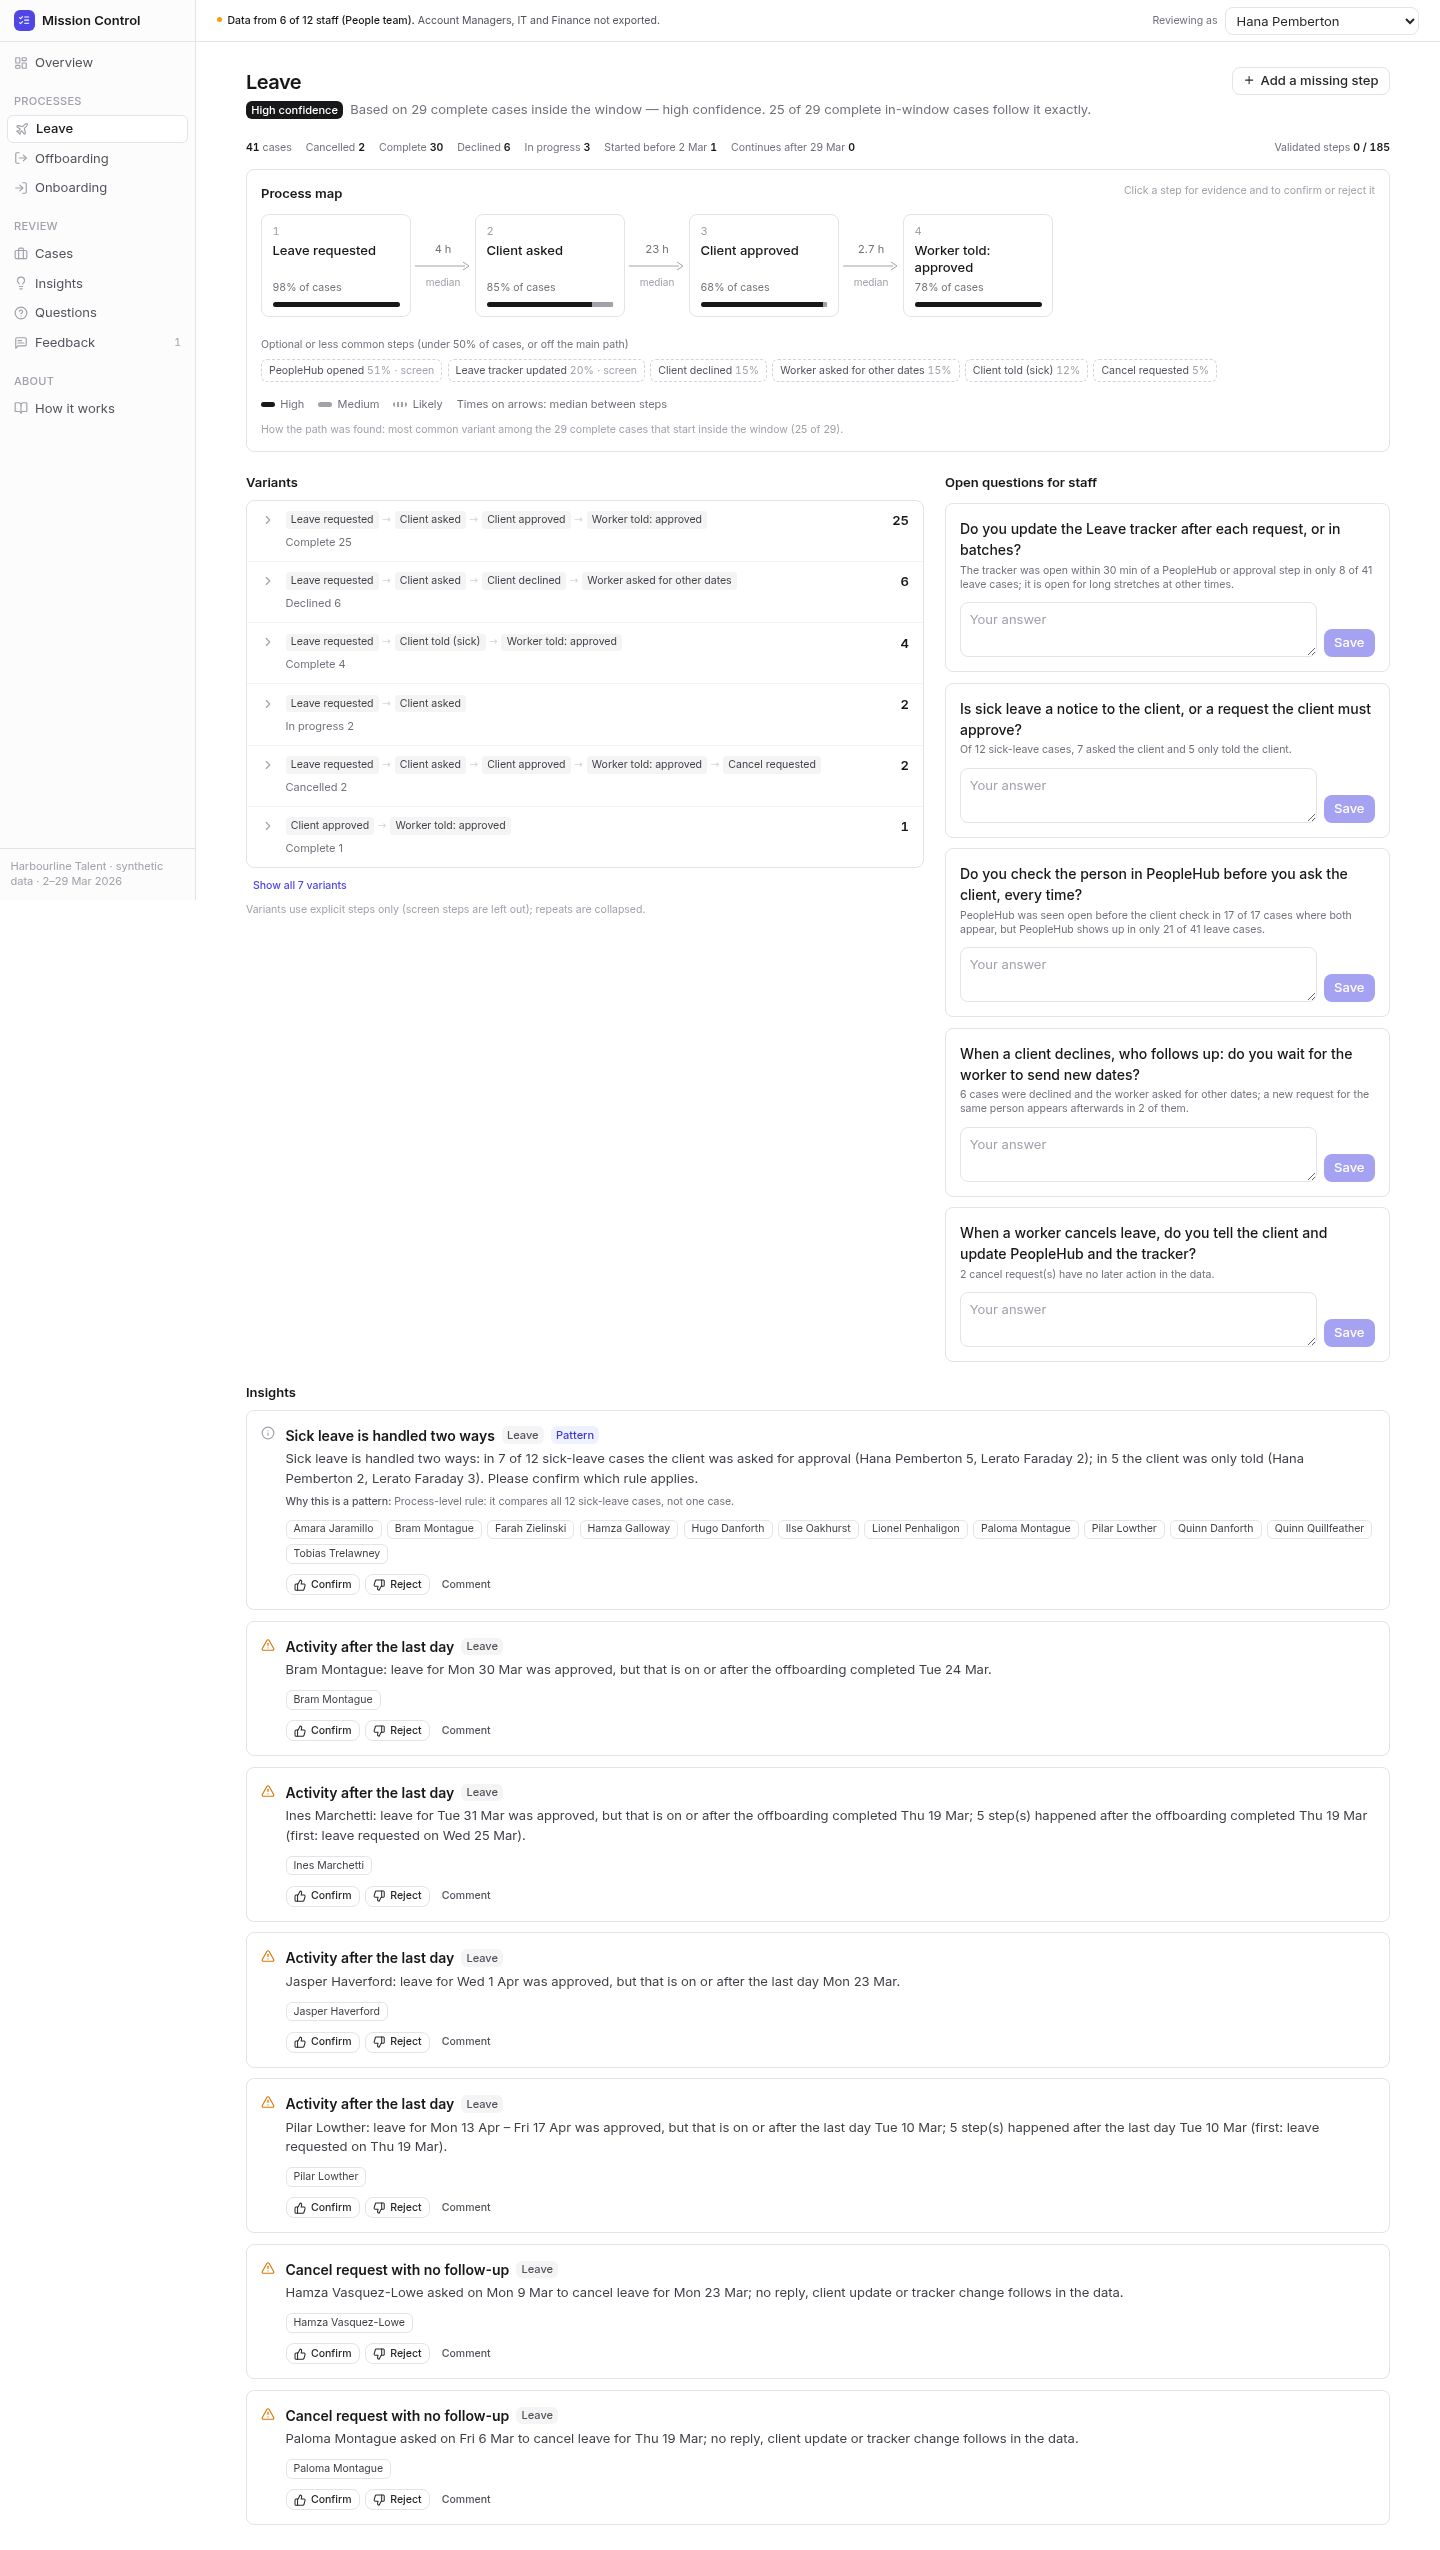 Mission Control
Data from 6 of 12 staff (People team). Account Managers, IT and Finance not exported.
Reviewing as
Hana Pemberton
Overview
PROCESSES
Leave
Offboarding
Onboarding
REVIEW
Cases
Insights
Questions
Feedback 1
ABOUT
How it works
Harbourline Talent · synthetic
data · 2–29 Mar 2026
Leave
+ Add a missing step
High confidence Based on 29 complete cases inside the window — high confidence. 25 of 29 complete in-window cases follow it exactly.
41 cases Cancelled 2 Complete 30 Declined 6 In progress 3 Started before 2 Mar 1 Continues after 29 Mar 0
Validated steps 0 / 185
Process map
Click a step for evidence and to confirm or reject it
1
Leave requested
98% of cases
4 h
median
2
Client asked
85% of cases
23 h
median
3
Client approved
68% of cases
2.7 h
median
4
Worker told:
approved
78% of cases
Optional or less common steps (under 50% of cases, or off the main path)
PeopleHub opened 51% · screen Leave tracker updated 20% · screen Client declined 15% Worker asked for other dates 15% Client told (sick) 12% Cancel requested 5%
High Medium Likely Times on arrows: median between steps
How the path was found: most common variant among the 29 complete cases that start inside the window (25 of 29).
Variants
Leave requested → Client asked → Client approved → Worker told: approved 25
Complete 25
Leave requested → Client asked → Client declined → Worker asked for other dates 6
Declined 6
Leave requested → Client told (sick) → Worker told: approved 4
Complete 4
Leave requested → Client asked 2
In progress 2
Leave requested → Client asked → Client approved → Worker told: approved → Cancel requested 2
Cancelled 2
Client approved → Worker told: approved 1
Complete 1
Show all 7 variants
Variants use explicit steps only (screen steps are left out); repeats are collapsed.
Open questions for staff
Do you update the Leave tracker after each request, or in
batches?
The tracker was open within 30 min of a PeopleHub or approval step in only 8 of 41
leave cases; it is open for long stretches at other times.
Your answer
Save
Is sick leave a notice to the client, or a request the client must
approve?
Of 12 sick-leave cases, 7 asked the client and 5 only told the client.
Your answer
Save
Do you check the person in PeopleHub before you ask the
client, every time?
PeopleHub was seen open before the client check in 17 of 17 cases where both
appear, but PeopleHub shows up in only 21 of 41 leave cases.
Your answer
Save
When a client declines, who follows up: do you wait for the
worker to send new dates?
6 cases were declined and the worker asked for other dates; a new request for the
same person appears afterwards in 2 of them.
Your answer
Save
When a worker cancels leave, do you tell the client and
update PeopleHub and the tracker?
2 cancel request(s) have no later action in the data.
Your answer
Save
Insights
Sick leave is handled two ways Leave Pattern
Sick leave is handled two ways: in 7 of 12 sick-leave cases the client was asked for approval (Hana Pemberton 5, Lerato Faraday 2); in 5 the client was only told (Hana
Pemberton 2, Lerato Faraday 3). Please confirm which rule applies.
Why this is a pattern: Process-level rule: it compares all 12 sick-leave cases, not one case.
Amara Jaramillo Bram Montague Farah Zielinski Hamza Galloway Hugo Danforth Ilse Oakhurst Lionel Penhaligon Paloma Montague Pilar Lowther Quinn Danforth Quinn Quillfeather
Tobias Trelawney
Confirm Reject Comment
Activity after the last day Leave
Bram Montague: leave for Mon 30 Mar was approved, but that is on or after the offboarding completed Tue 24 Mar.
Bram Montague
Confirm Reject Comment
Activity after the last day Leave
Ines Marchetti: leave for Tue 31 Mar was approved, but that is on or after the offboarding completed Thu 19 Mar; 5 step(s) happened after the offboarding completed Thu 19 Mar
(first: leave requested on Wed 25 Mar).
Ines Marchetti
Confirm Reject Comment
Activity after the last day Leave
Jasper Haverford: leave for Wed 1 Apr was approved, but that is on or after the last day Mon 23 Mar.
Jasper Haverford
Confirm Reject Comment
Activity after the last day Leave
Pilar Lowther: leave for Mon 13 Apr – Fri 17 Apr was approved, but that is on or after the last day Tue 10 Mar; 5 step(s) happened after the last day Tue 10 Mar (first: leave
requested on Thu 19 Mar).
Pilar Lowther
Confirm Reject Comment
Cancel request with no follow-up Leave
Hamza Vasquez-Lowe asked on Mon 9 Mar to cancel leave for Mon 23 Mar; no reply, client update or tracker change follows in the data.
Hamza Vasquez-Lowe
Confirm Reject Comment
Cancel request with no follow-up Leave
Paloma Montague asked on Fri 6 Mar to cancel leave for Thu 19 Mar; no reply, client update or tracker change follows in the data.
Paloma Montague
Confirm Reject Comment